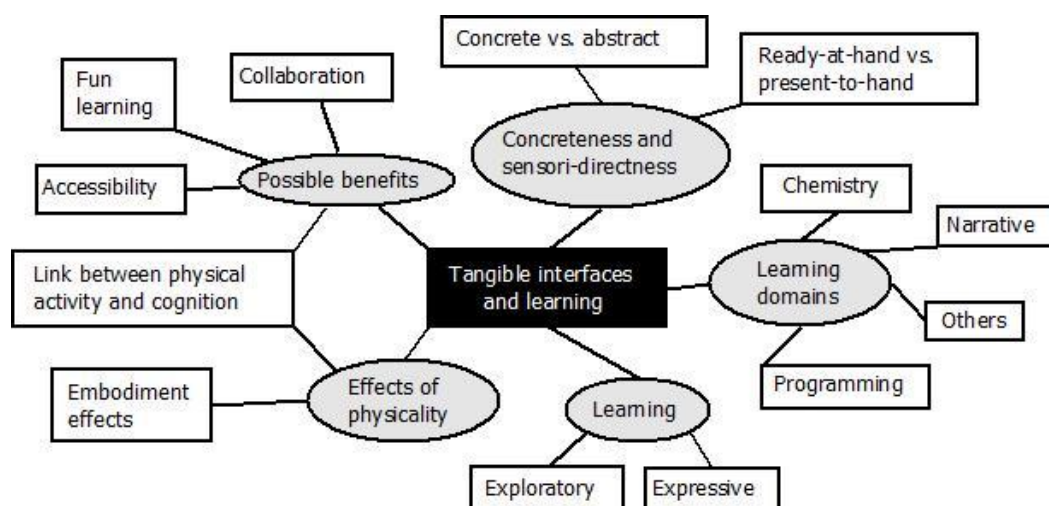 Concrete vs. abstract
Ready-at-hand vs.
present-to-hand
Fun
learning
Collaboration
Concreteness and
sensori-directness
Accessibility
Possible benefits
Chemistry
Narrative
Link between physical
activity and cognition
Tangible interfaces
and learning
Learning
domains
Others
Embodiment
effects
Effects of
physicality
Learning
Programming
Exploratory
Expressive